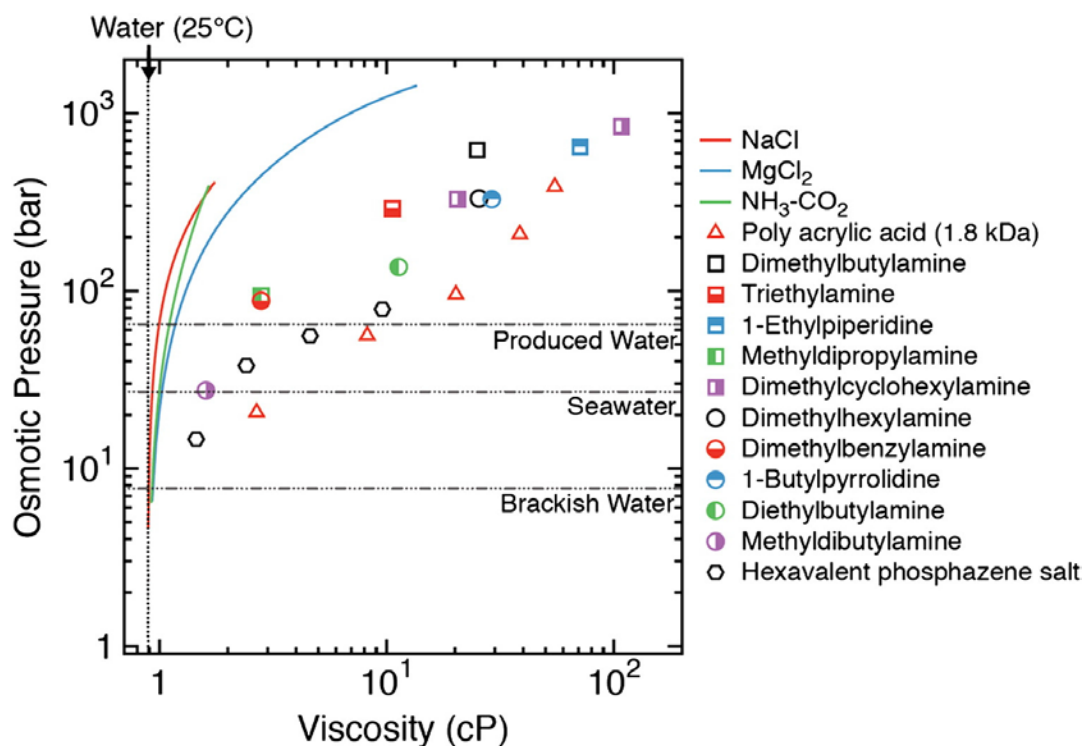 Water (25°C)
Osmotic Pressure (bar)
10³
10²
10¹
1
Produced Water
Seawater
Brackish Water
1
10¹
10²
Viscosity (cP)
NaCl
MgCl₂
NH₃-CO₂
Poly acrylic acid (1.8 kDa)
Dimethylbutylamine
Triethylamine
1-Ethylpiperidine
Methyldipropylamine
Dimethylcyclohexylamine
Dimethylhexylamine
Dimethylbenzylamine
1-Butylpyrrolidine
Diethylbutylamine
Methyldibutylamine
Hexavalent phosphazene salt